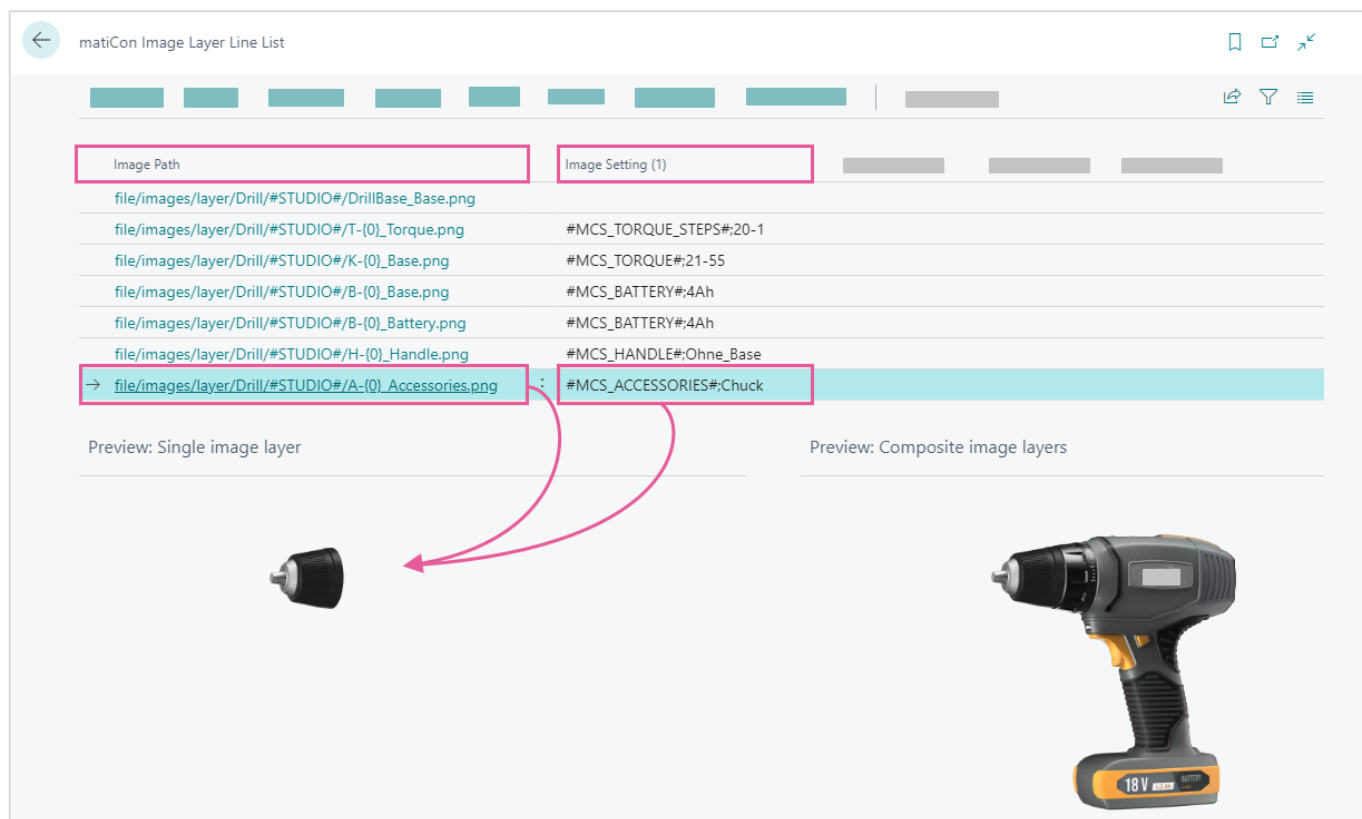 matiCon Image Layer Line List
Image Path Image Setting (1)
file/images/layer/Drill/#STUDIO#/DrillBase_Base.png
file/images/layer/Drill/#STUDIO#/T-{0}_Torque.png #MCS_TORQUE_STEPS#;20-1
file/images/layer/Drill/#STUDIO#/K-{0}_Base.png #MCS_TORQUE#;21-55
file/images/layer/Drill/#STUDIO#/B-{0}_Base.png #MCS_BATTERY#;4Ah
file/images/layer/Drill/#STUDIO#/B-{0}_Battery.png #MCS_BATTERY#;4Ah
file/images/layer/Drill/#STUDIO#/H-{0}_Handle.png #MCS_HANDLE#;Ohne_Base
file/images/layer/Drill/#STUDIO#/A-{0}_Accessories.png #MCS_ACCESSORIES#;Chuck
Preview: Single image layer Preview: Composite image layers
18 V BATTERY